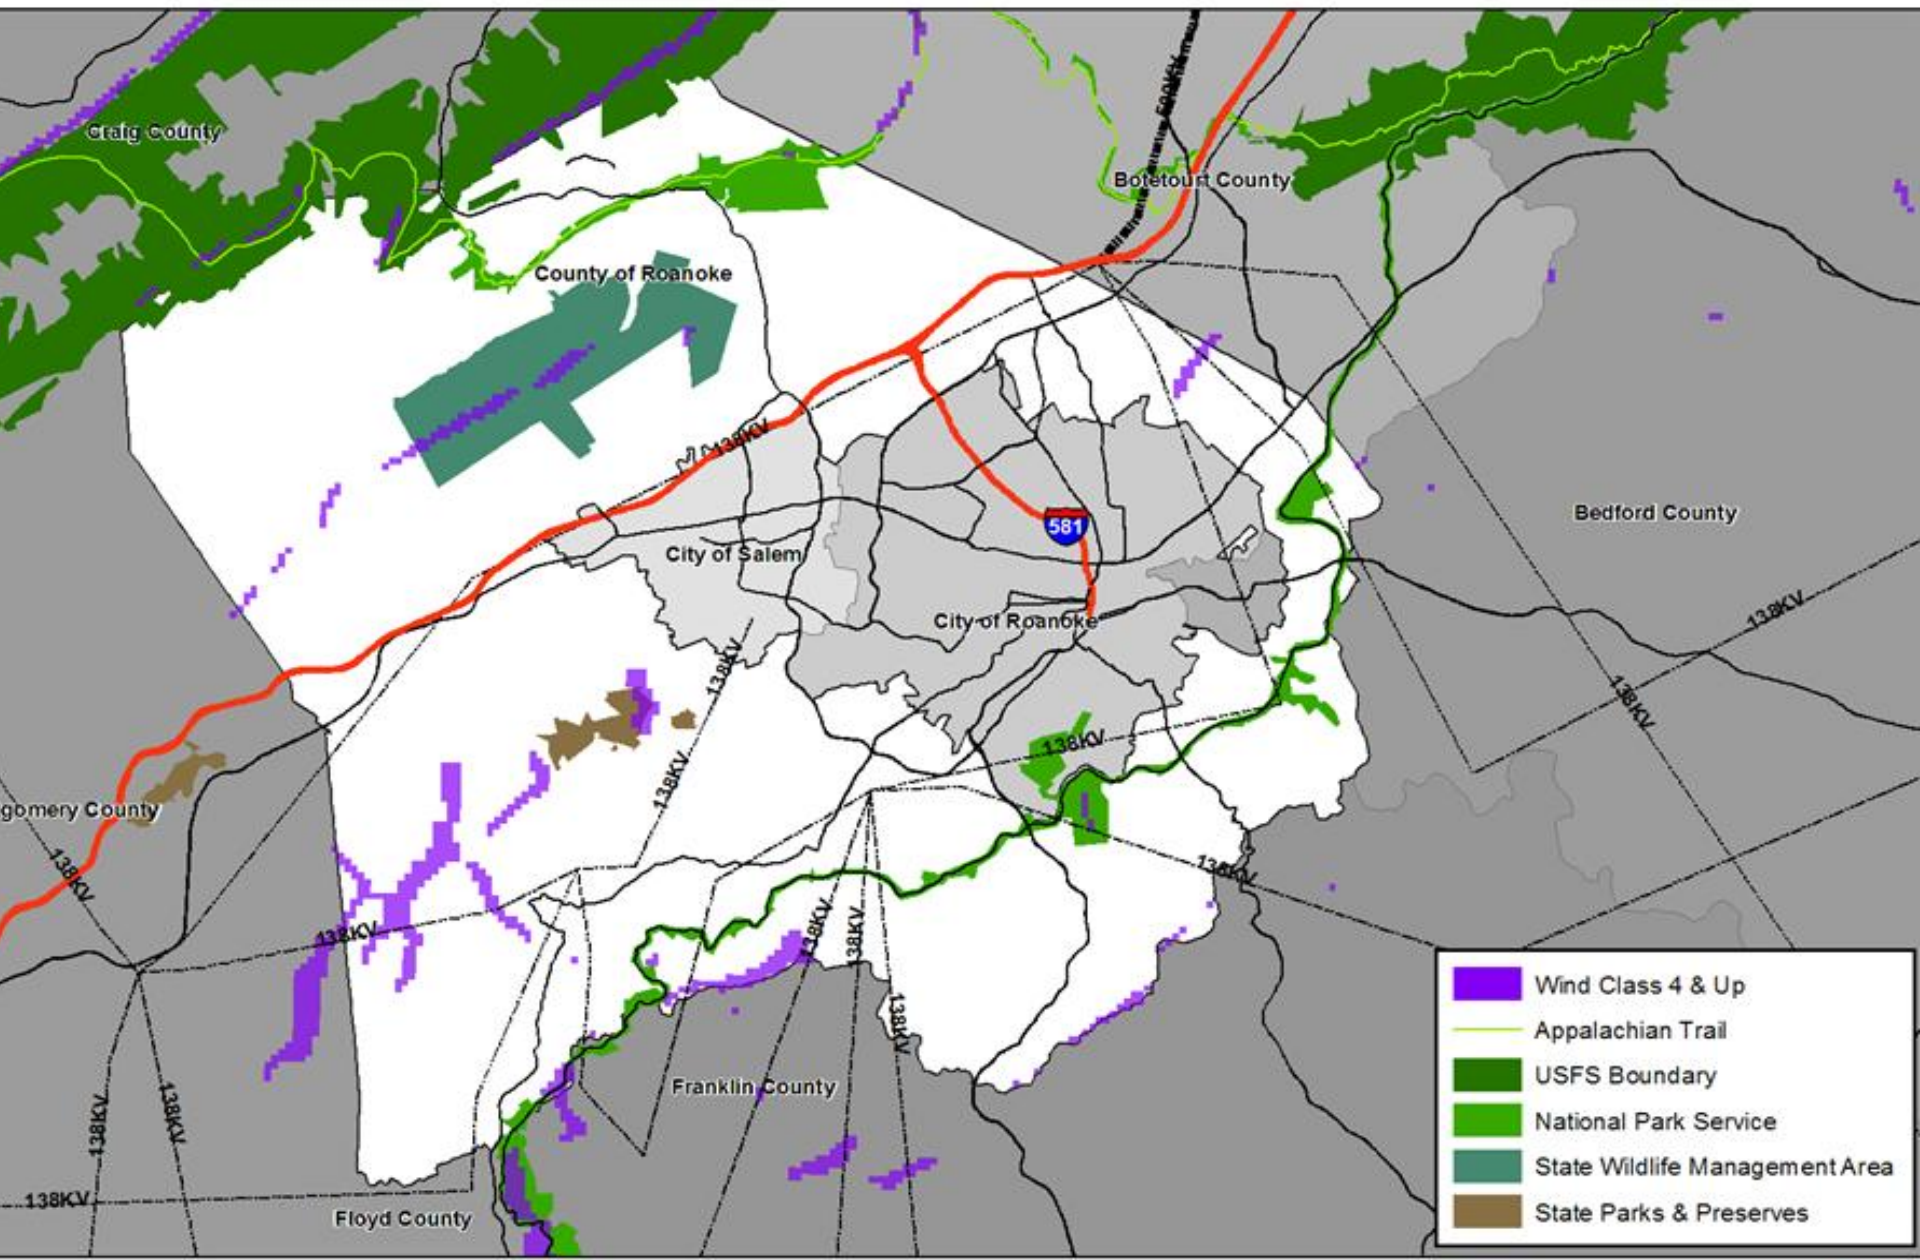 500KV
Craig County
Botetourt County
County of Roanoke
138KV
Bedford County
581
City of Salem
138KV
City of Roanoke
138KV
138KV
138KV
138KV
gomery County
138KV
138KV
138KV
138KV
138KV
138KV
Franklin County
138KV
138KV
138KV
Floyd County
Wind Class 4 & Up
Appalachian Trail
USFS Boundary
National Park Service
State Wildlife Management Area
State Parks & Preserves